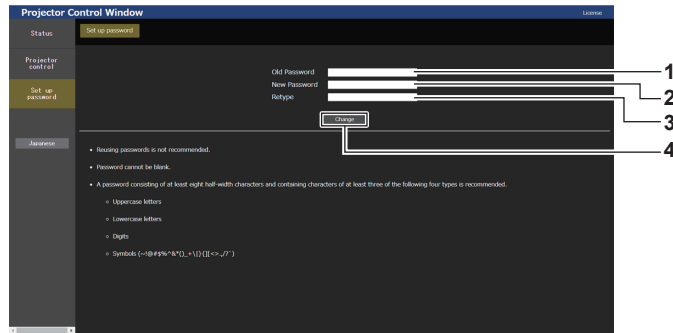 Projector Control Window
License
Status
Set up password
Projector
control
Set up
password
Japanese
Old Password
New Password
Retype
Change
1
2
3
4
• Reusing passwords is not recommended.
• Password cannot be blank.
• A password consisting of at least eight half-width characters and containing characters of at least three of the following four types is recommended.
○ Uppercase letters
○ Lowercase letters
○ Digits
○ Symbols (~!@#$%^&*()_+\|}{][<>.,/?`)